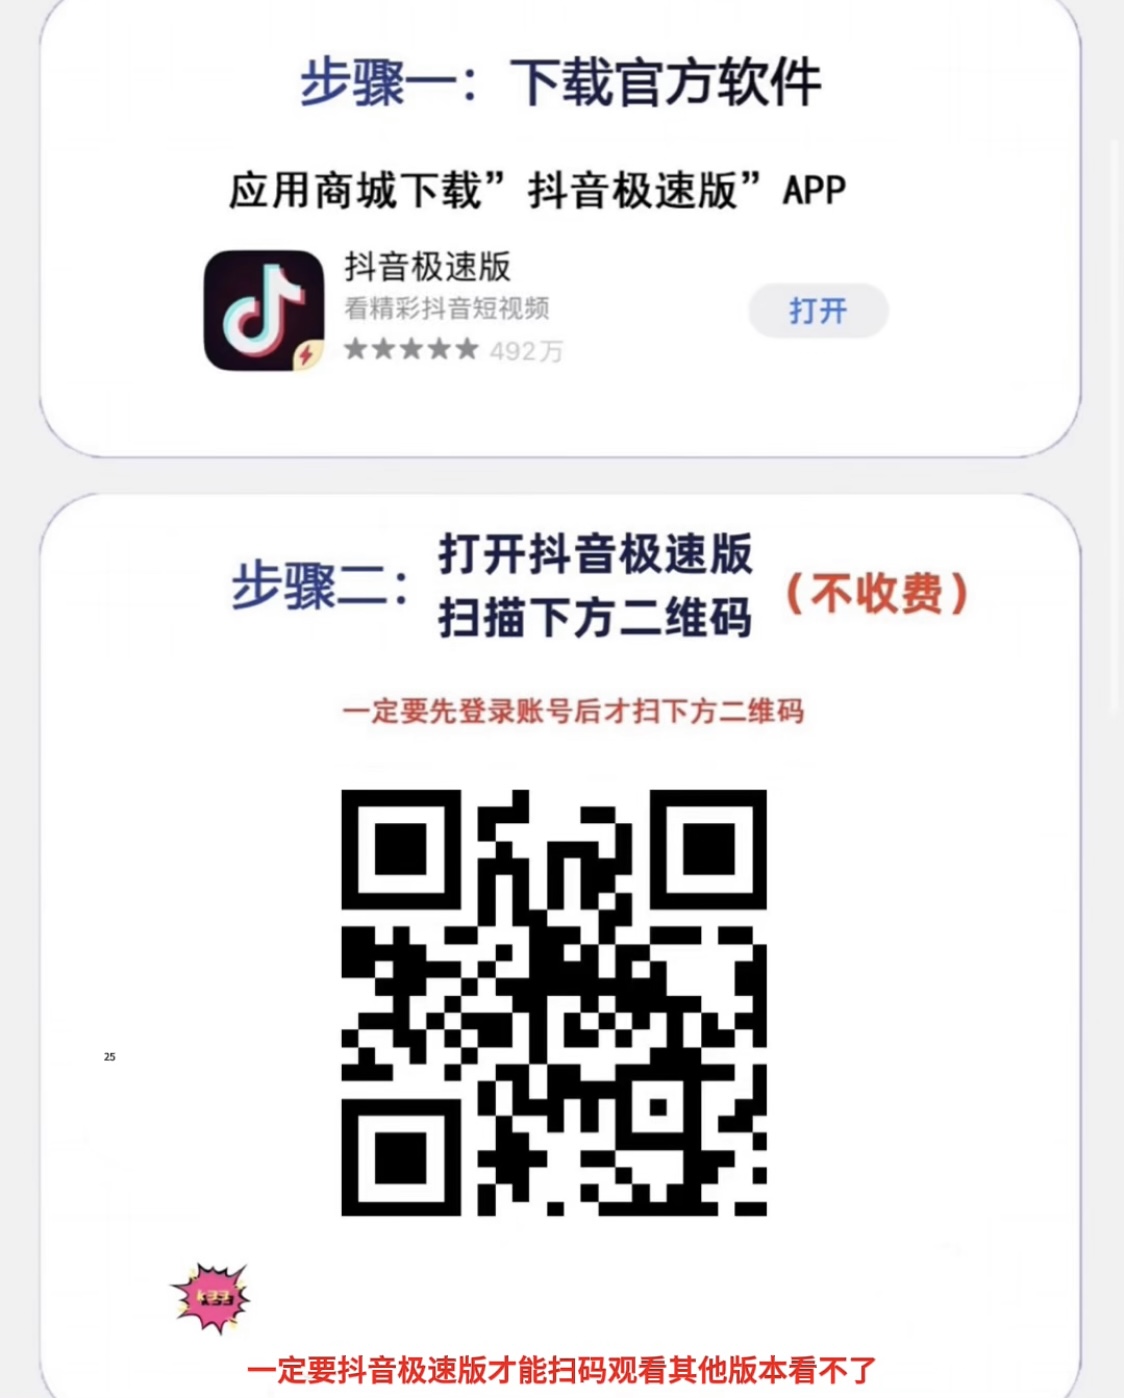 步骤一：下载官方软件
应用商城下载”抖音极速版”APP
抖音极速版
看精彩抖音短视频
★★★★★ 492万
打开
步骤二：
打开抖音极速版
扫描下方二维码
（不收费）
一定要先登录账号后才扫下方二维码
25
一定要抖音极速版才能扫码观看其他版本看不了